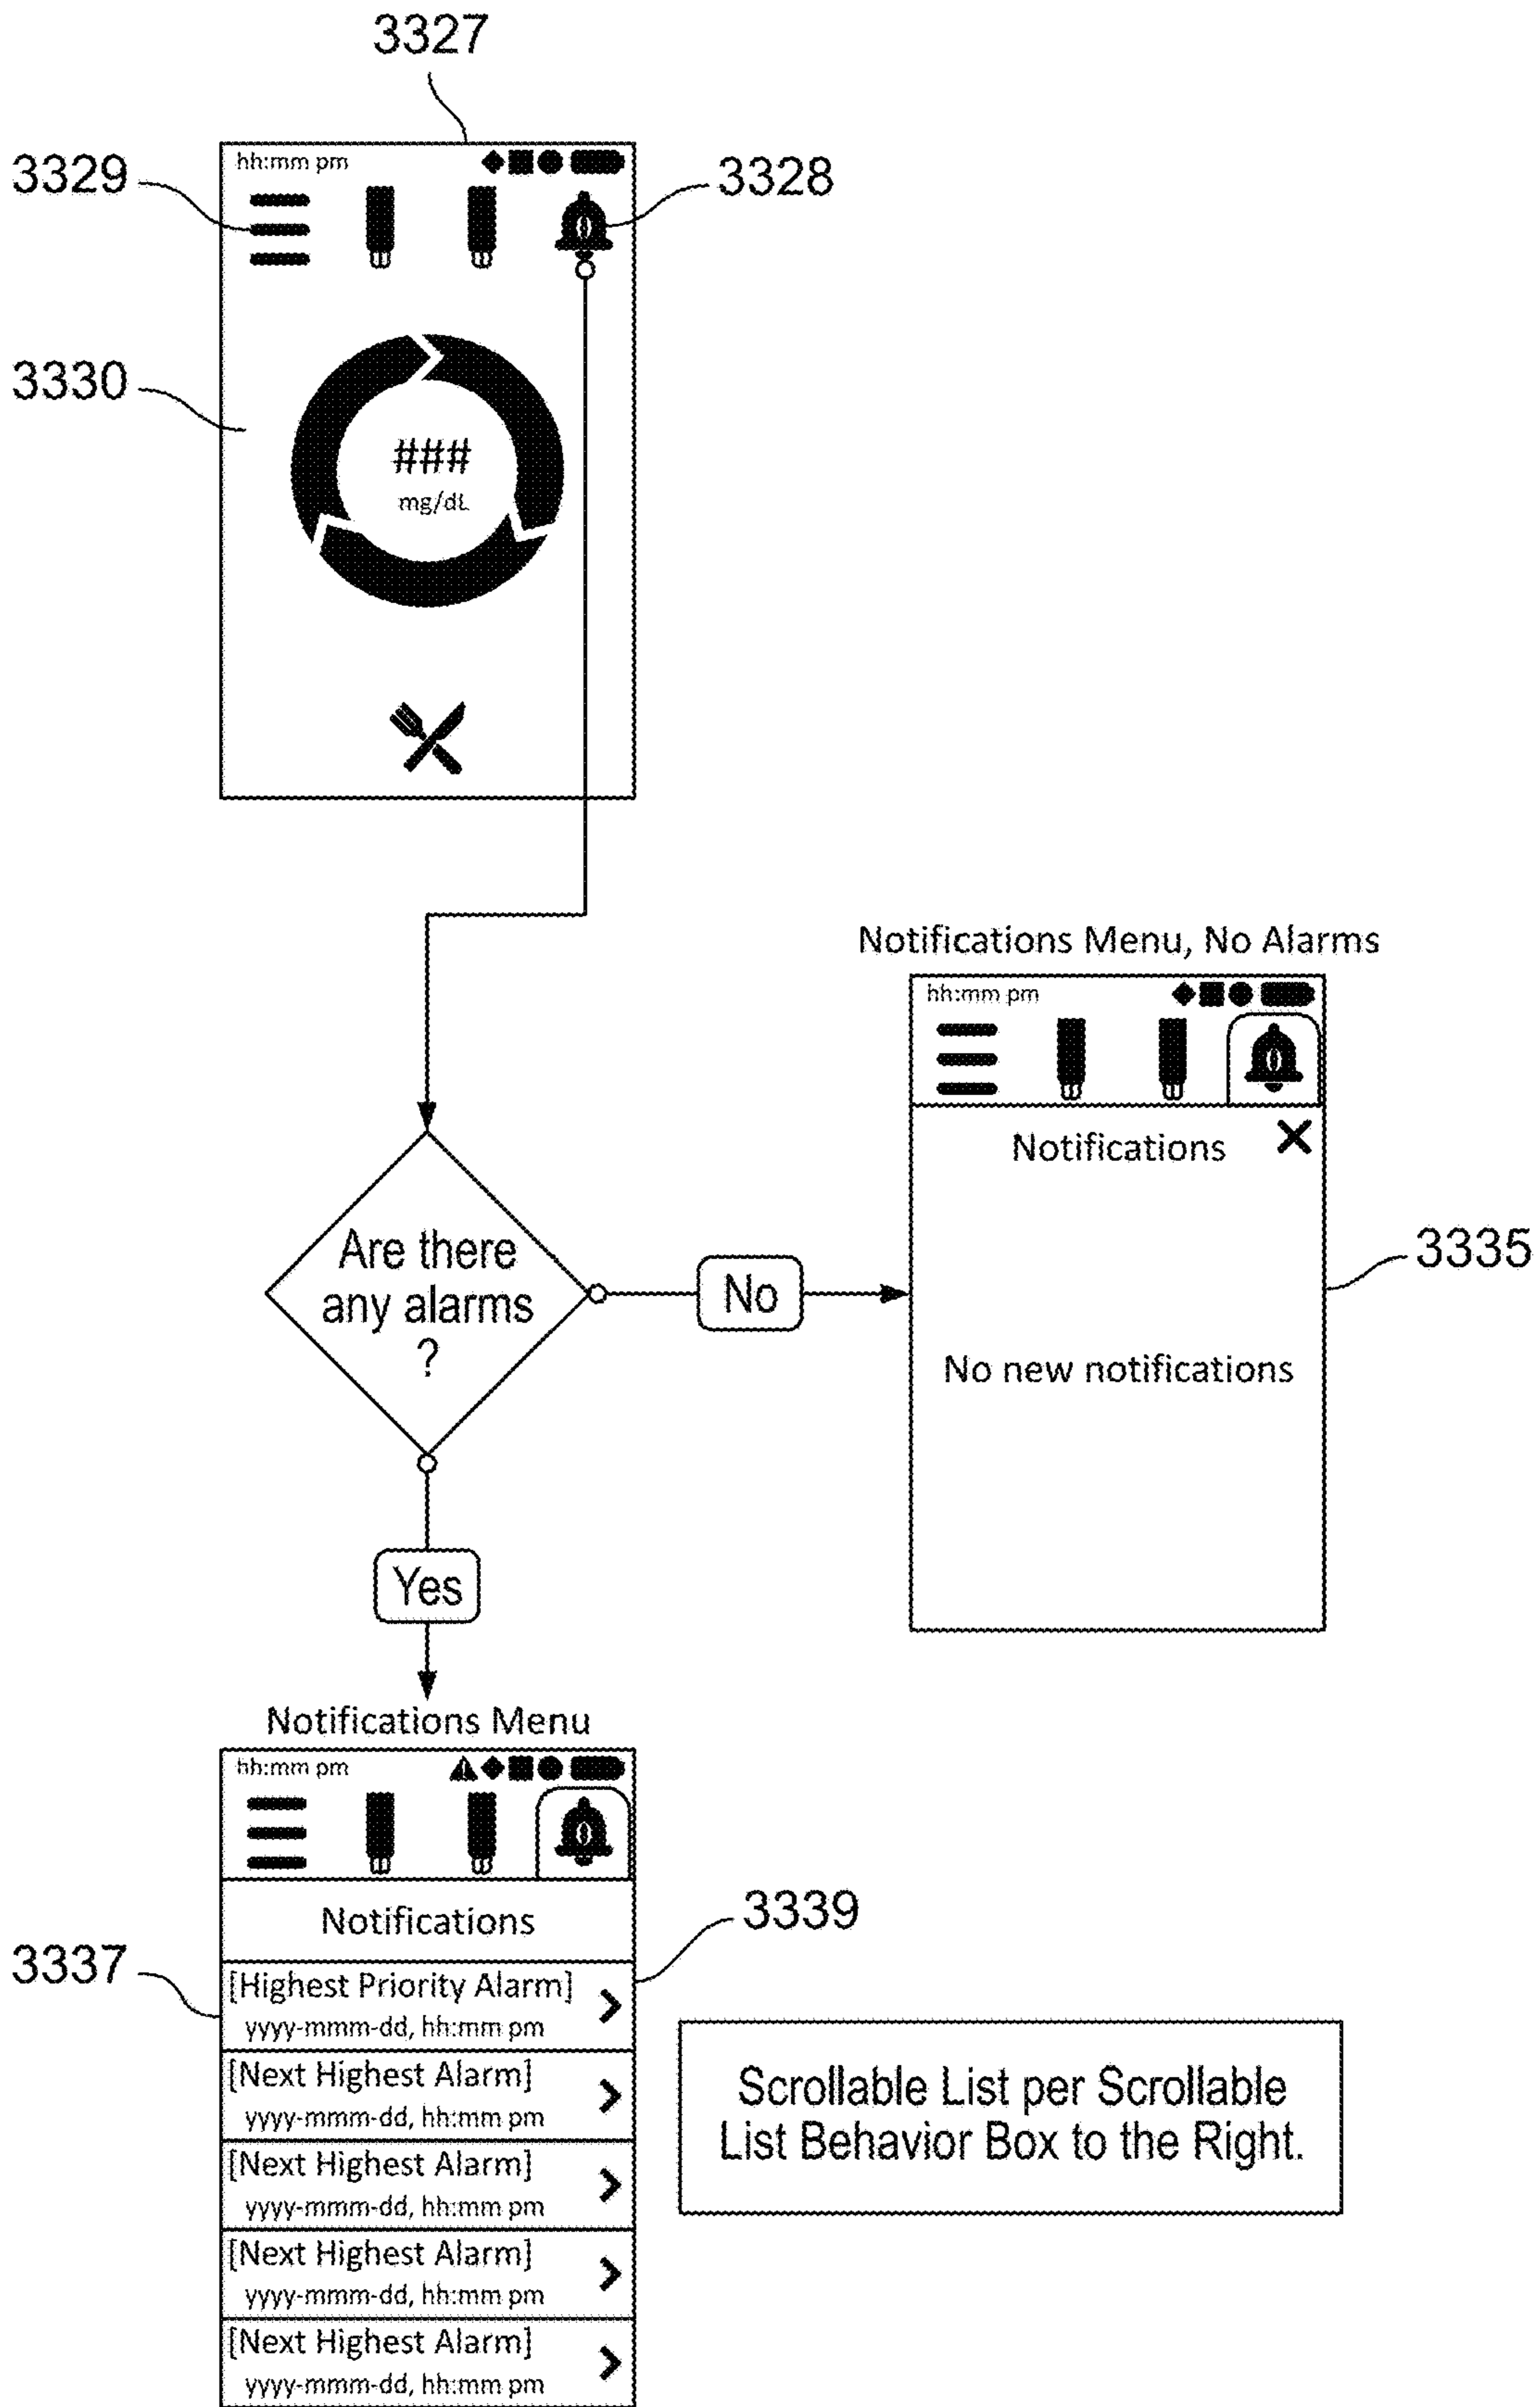 3327
3329
hh:mm pm
0
3328
3330
###
mg/dL
Notifications Menu, No Alarms
hh:mm pm
0
Notifications
Are there
any alarms
?
No
3335
No new notifications
Yes
Notifications Menu
hh:mm pm
0
Notifications
3339
3337
[Highest Priority Alarm]
yyyy-mmm-dd, hh:mm pm
[Next Highest Alarm]
yyyy-mmm-dd, hh:mm pm
[Next Highest Alarm]
yyyy-mmm-dd, hh:mm pm
[Next Highest Alarm]
yyyy-mmm-dd, hh:mm pm
[Next Highest Alarm]
yyyy-mmm-dd, hh:mm pm
Scrollable List per Scrollable
List Behavior Box to the Right.